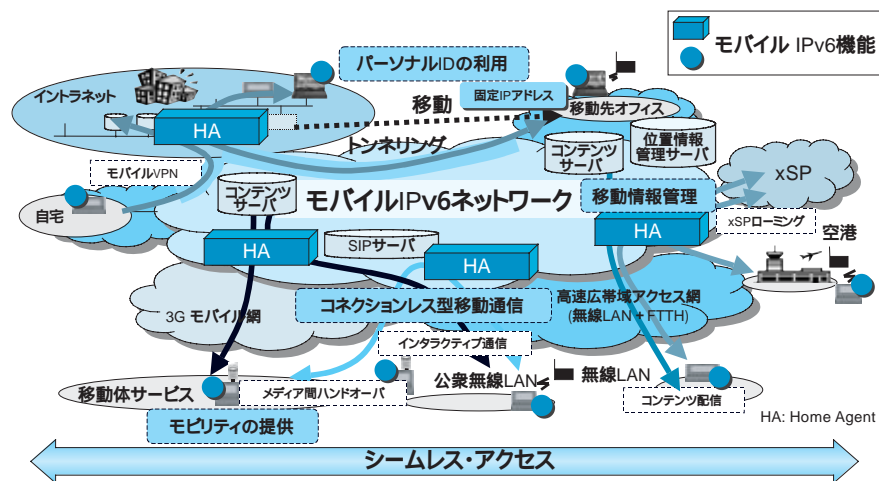 モバイル IPv6機能
パーソナルIDの利用
イントラネット
固定IPアドレス
移動
移動先オフィス
HA
トンネリング
コンテンツ
サーバ
位置情報
管理サーバ
モバイルVPN
xSP
コンテンツ
サーバ
モバイルIPv6ネットワーク
移動情報管理
自宅
xSPローミング
HA
SIPサーバ
HA
HA
空港
3G モバイル網
コネクションレス型移動通信
高速広帯域アクセス網
(無線LAN + FTTH)
インタラクティブ通信
移動体サービス
メディア間ハンドオーバ
公衆無線LAN
無線LAN
コンテンツ配信
モビリティの提供
HA: Home Agent
シームレス・アクセス